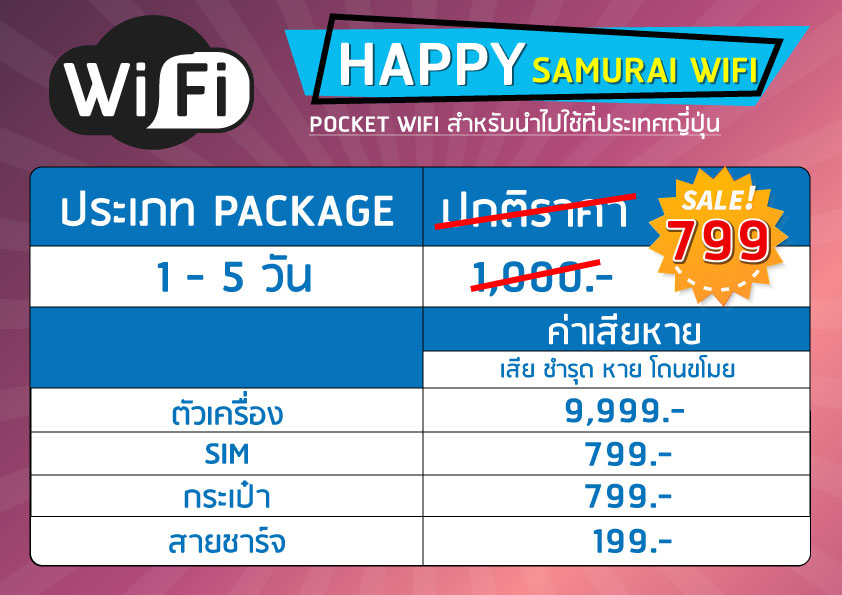 WiFi
HAPPY SAMURAI WIFI
POCKET WIFI สำหรับนำไปใช้ที่ประเทศญี่ปุ่น
ประเภท PACKAGE
ปกติราคา
SALE!
799
1 - 5 วัน
1,000.-
ค่าเสียหาย
เสีย ชำรุด หาย โดนขโมย
ตัวเครื่อง 9,999.-
SIM 799.-
กระเป๋า 799.-
สายชาร์จ 199.-